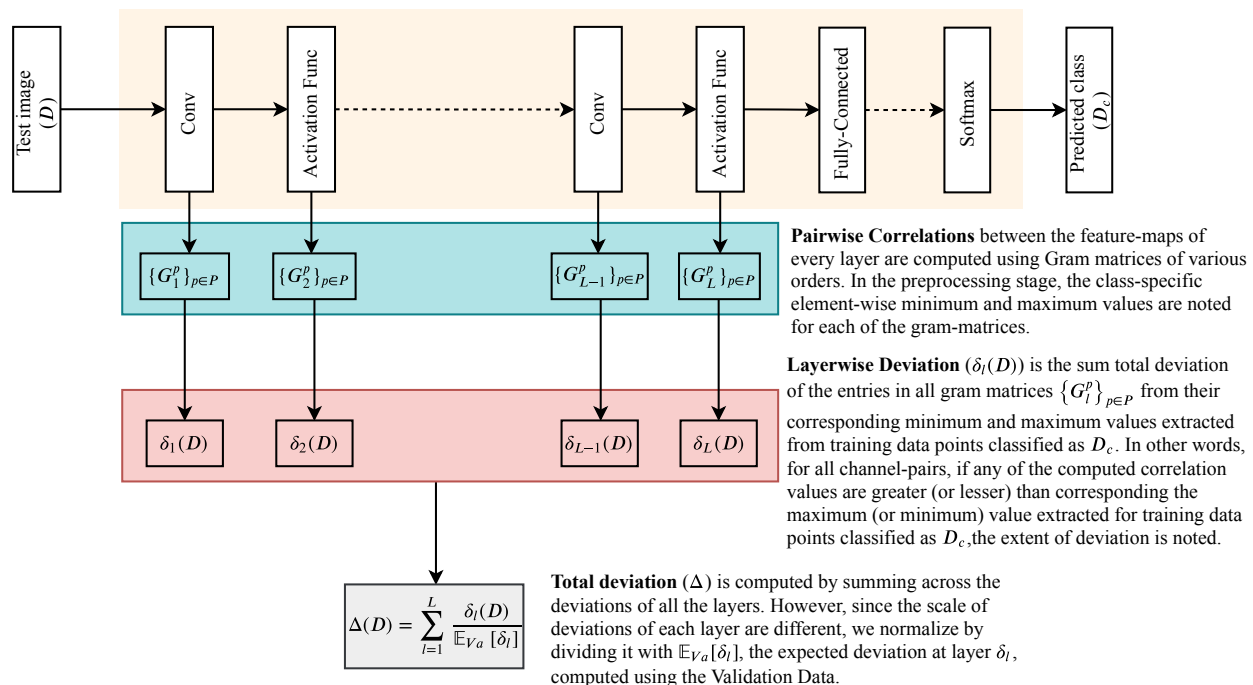 Test image
(D)
Conv
Activation Func
Conv
Activation Func
Fully-Connected
Softmax
Predicted class
(D_c)
{G_1^p}_{p∈P}
{G_2^p}_{p∈P}
{G_{L−1}^p}_{p∈P}
{G_L^p}_{p∈P}
Pairwise Correlations between the feature-maps of
every layer are computed using Gram matrices of various
orders. In the preprocessing stage, the class-specific
element-wise minimum and maximum values are noted
for each of the gram-matrices.
δ_1(D)
δ_2(D)
δ_{L−1}(D)
δ_L(D)
Layerwise Deviation (δ_l(D)) is the sum total deviation
of the entries in all gram matrices {G_l^p}_{p∈P} from their
corresponding minimum and maximum values extracted
from training data points classified as D_c. In other words,
for all channel-pairs, if any of the computed correlation
values are greater (or lesser) than corresponding the
maximum (or minimum) value extracted for training data
points classified as D_c,the extent of deviation is noted.
Δ(D) = ∑_{l=1}^{L} δ_l(D) / 𝔼_{Va} [δ_l]
Total deviation (Δ) is computed by summing across the
deviations of all the layers. However, since the scale of
deviations of each layer are different, we normalize by
dividing it with 𝔼_{Va}[δ_l], the expected deviation at layer δ_l,
computed using the Validation Data.